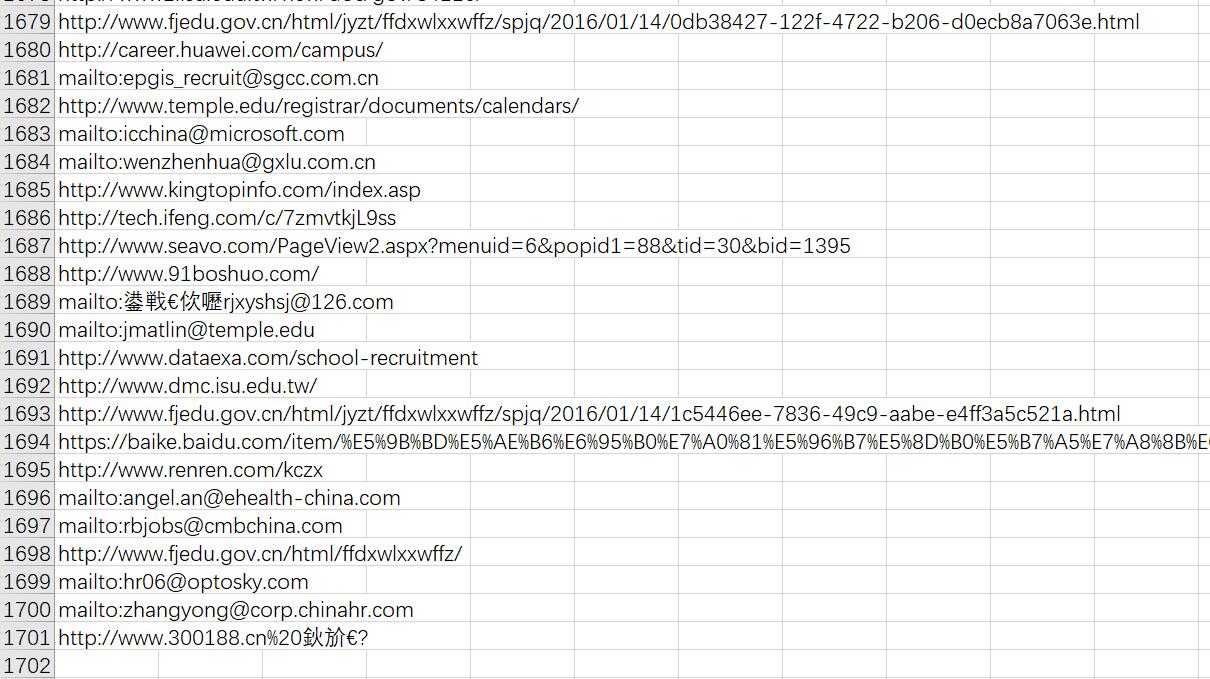 1679 http://www.fjedu.gov.cn/html/jyzt/ffdxwlxxwffz/spjq/2016/01/14/0db38427-122f-4722-b206-d0ecb8a7063e.html
1680 http://career.huawei.com/campus/
1681 mailto:epgis_recruit@sgcc.com.cn
1682 http://www.temple.edu/registrar/documents/calendars/
1683 mailto:icchina@microsoft.com
1684 mailto:wenzhenhua@gxlu.com.cn
1685 http://www.kingtopinfo.com/index.asp
1686 http://tech.ifeng.com/c/7zmvtkjL9ss
1687 http://www.seavo.com/PageView2.aspx?menuid=6&popid1=88&tid=30&bid=1395
1688 http://www.91boshuo.com/
1689 mailto:鍙戦€佽嚦rjxyshsj@126.com
1690 mailto:jmatlin@temple.edu
1691 http://www.dataexa.com/school-recruitment
1692 http://www.dmc.isu.edu.tw/
1693 http://www.fjedu.gov.cn/html/jyzt/ffdxwlxxwffz/spjq/2016/01/14/1c5446ee-7836-49c9-aabe-e4ff3a5c521a.html
1694 https://baike.baidu.com/item/%E5%9B%BD%E5%AE%B6%E6%95%B0%E7%A0%81%E5%96%B7%E5%8D%B0%E5%B7%A5%E7%A8%8B%E
1695 http://www.renren.com/kczx
1696 mailto:angel.an@ehealth-china.com
1697 mailto:rbjobs@cmbchina.com
1698 http://www.fjedu.gov.cn/html/ffdxwlxxwffz/
1699 mailto:hr06@optosky.com
1700 mailto:zhangyong@corp.chinahr.com
1701 http://www.300188.cn%20鈥斺€?
1702